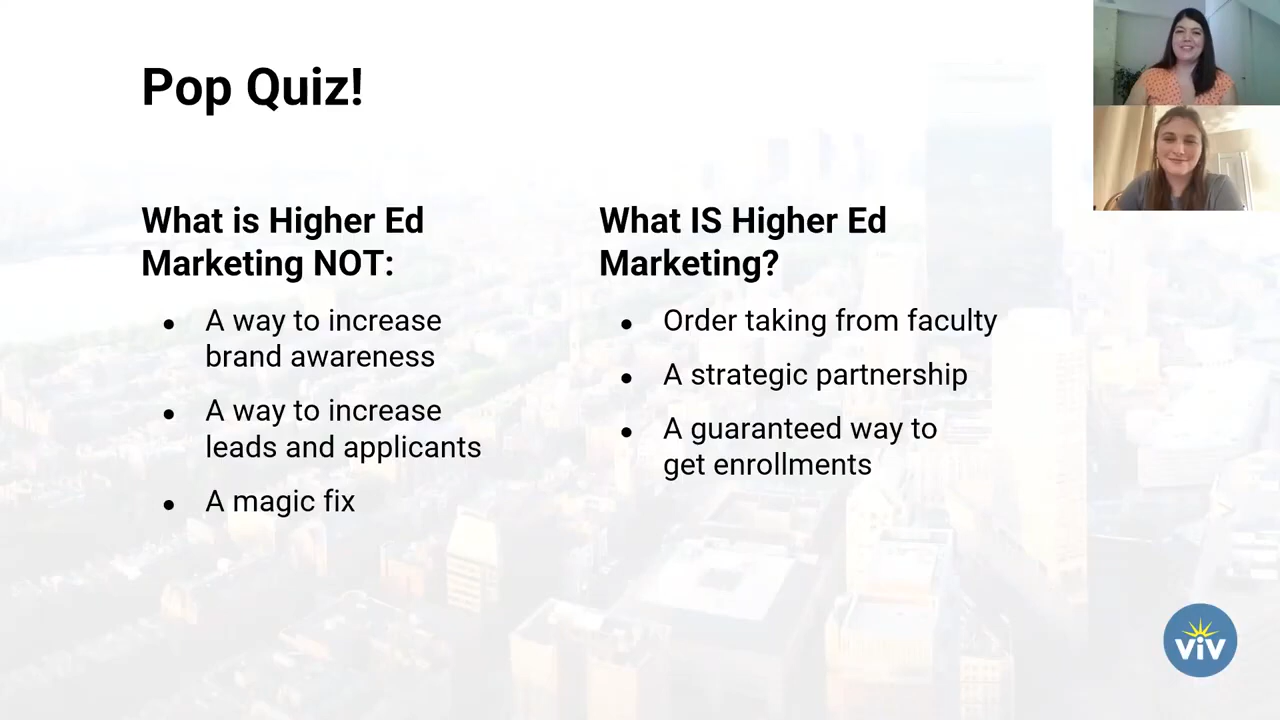 Pop Quiz!
What is Higher Ed
Marketing NOT:
● A way to increase
brand awareness
● A way to increase
leads and applicants
● A magic fix
What IS Higher Ed
Marketing?
● Order taking from faculty
● A strategic partnership
● A guaranteed way to
get enrollments
viv